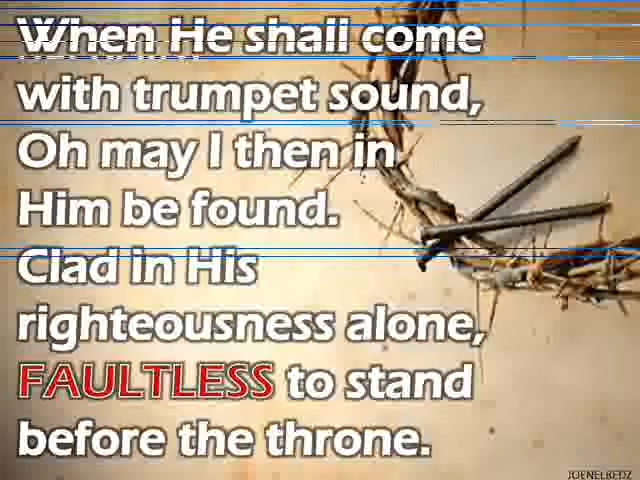 When He shall come
with trumpet sound,
Oh may I then in
Him be found.
Clad in His
righteousness alone,
FAULTLESS to stand
before the throne.
JOENELREDZ